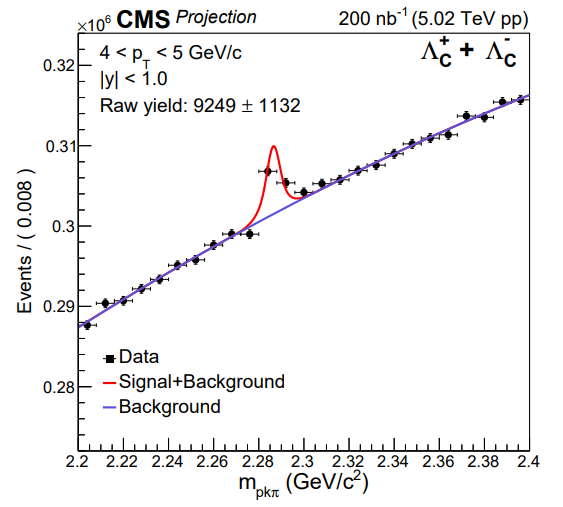 ×10⁶ CMS Projection 200 nb⁻¹ (5.02 TeV pp)
4 < p_T < 5 GeV/c
Λ_C⁺ + Λ_C⁻
|y| < 1.0
Raw yield: 9249 ± 1132
0.32
0.31
0.3
0.29
0.28
Events / ( 0.008 )
Data
Signal+Background
Background
2.2 2.22 2.24 2.26 2.28 2.3 2.32 2.34 2.36 2.38 2.4
m_pkπ (GeV/c²)